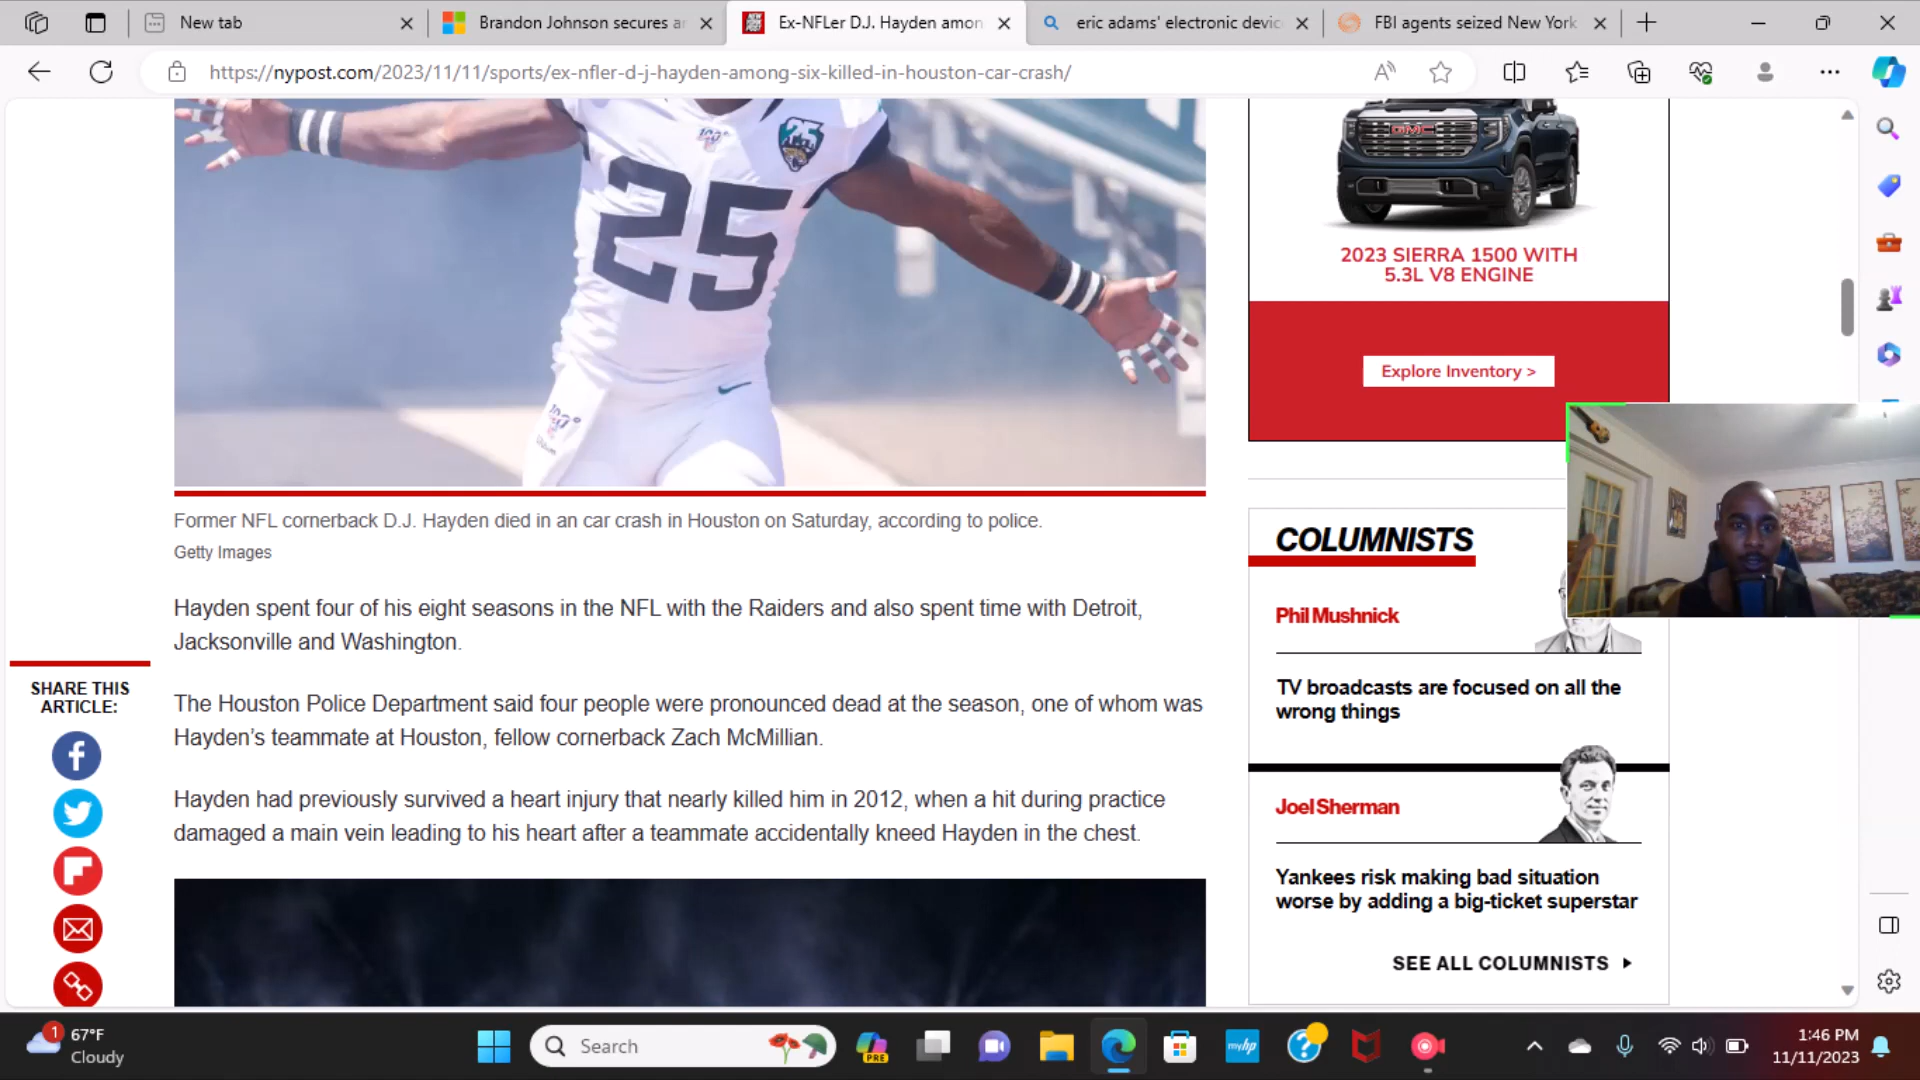 New tab
Brandon Johnson secures ar
Ex-NFLer D.J. Hayden amon
eric adams' electronic devic
FBI agents seized New York
https://nypost.com/2023/11/11/sports/ex-nfler-d-j-hayden-among-six-killed-in-houston-car-crash/
25
GMC
2023 SIERRA 1500 WITH
5.3L V8 ENGINE
Explore Inventory >
Former NFL cornerback D.J. Hayden died in an car crash in Houston on Saturday, according to police.
Getty Images
Hayden spent four of his eight seasons in the NFL with the Raiders and also spent time with Detroit,
Jacksonville and Washington.
SHARE THIS
ARTICLE:
The Houston Police Department said four people were pronounced dead at the season, one of whom was
Hayden's teammate at Houston, fellow cornerback Zach McMillian.
Hayden had previously survived a heart injury that nearly killed him in 2012, when a hit during practice
damaged a main vein leading to his heart after a teammate accidentally kneed Hayden in the chest.
COLUMNISTS
Phil Mushnick
TV broadcasts are focused on all the
wrong things
Joel Sherman
Yankees risk making bad situation
worse by adding a big-ticket superstar
SEE ALL COLUMNISTS
1
67°F
Cloudy
Search
PRE
myhp
1:46 PM
11/11/2023